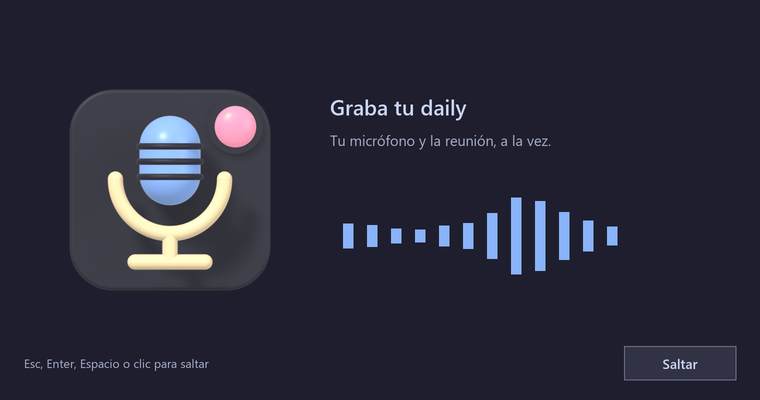 Graba tu daily
Tu micrófono y la reunión, a la vez.
Esc, Enter, Espacio o clic para saltar
Saltar